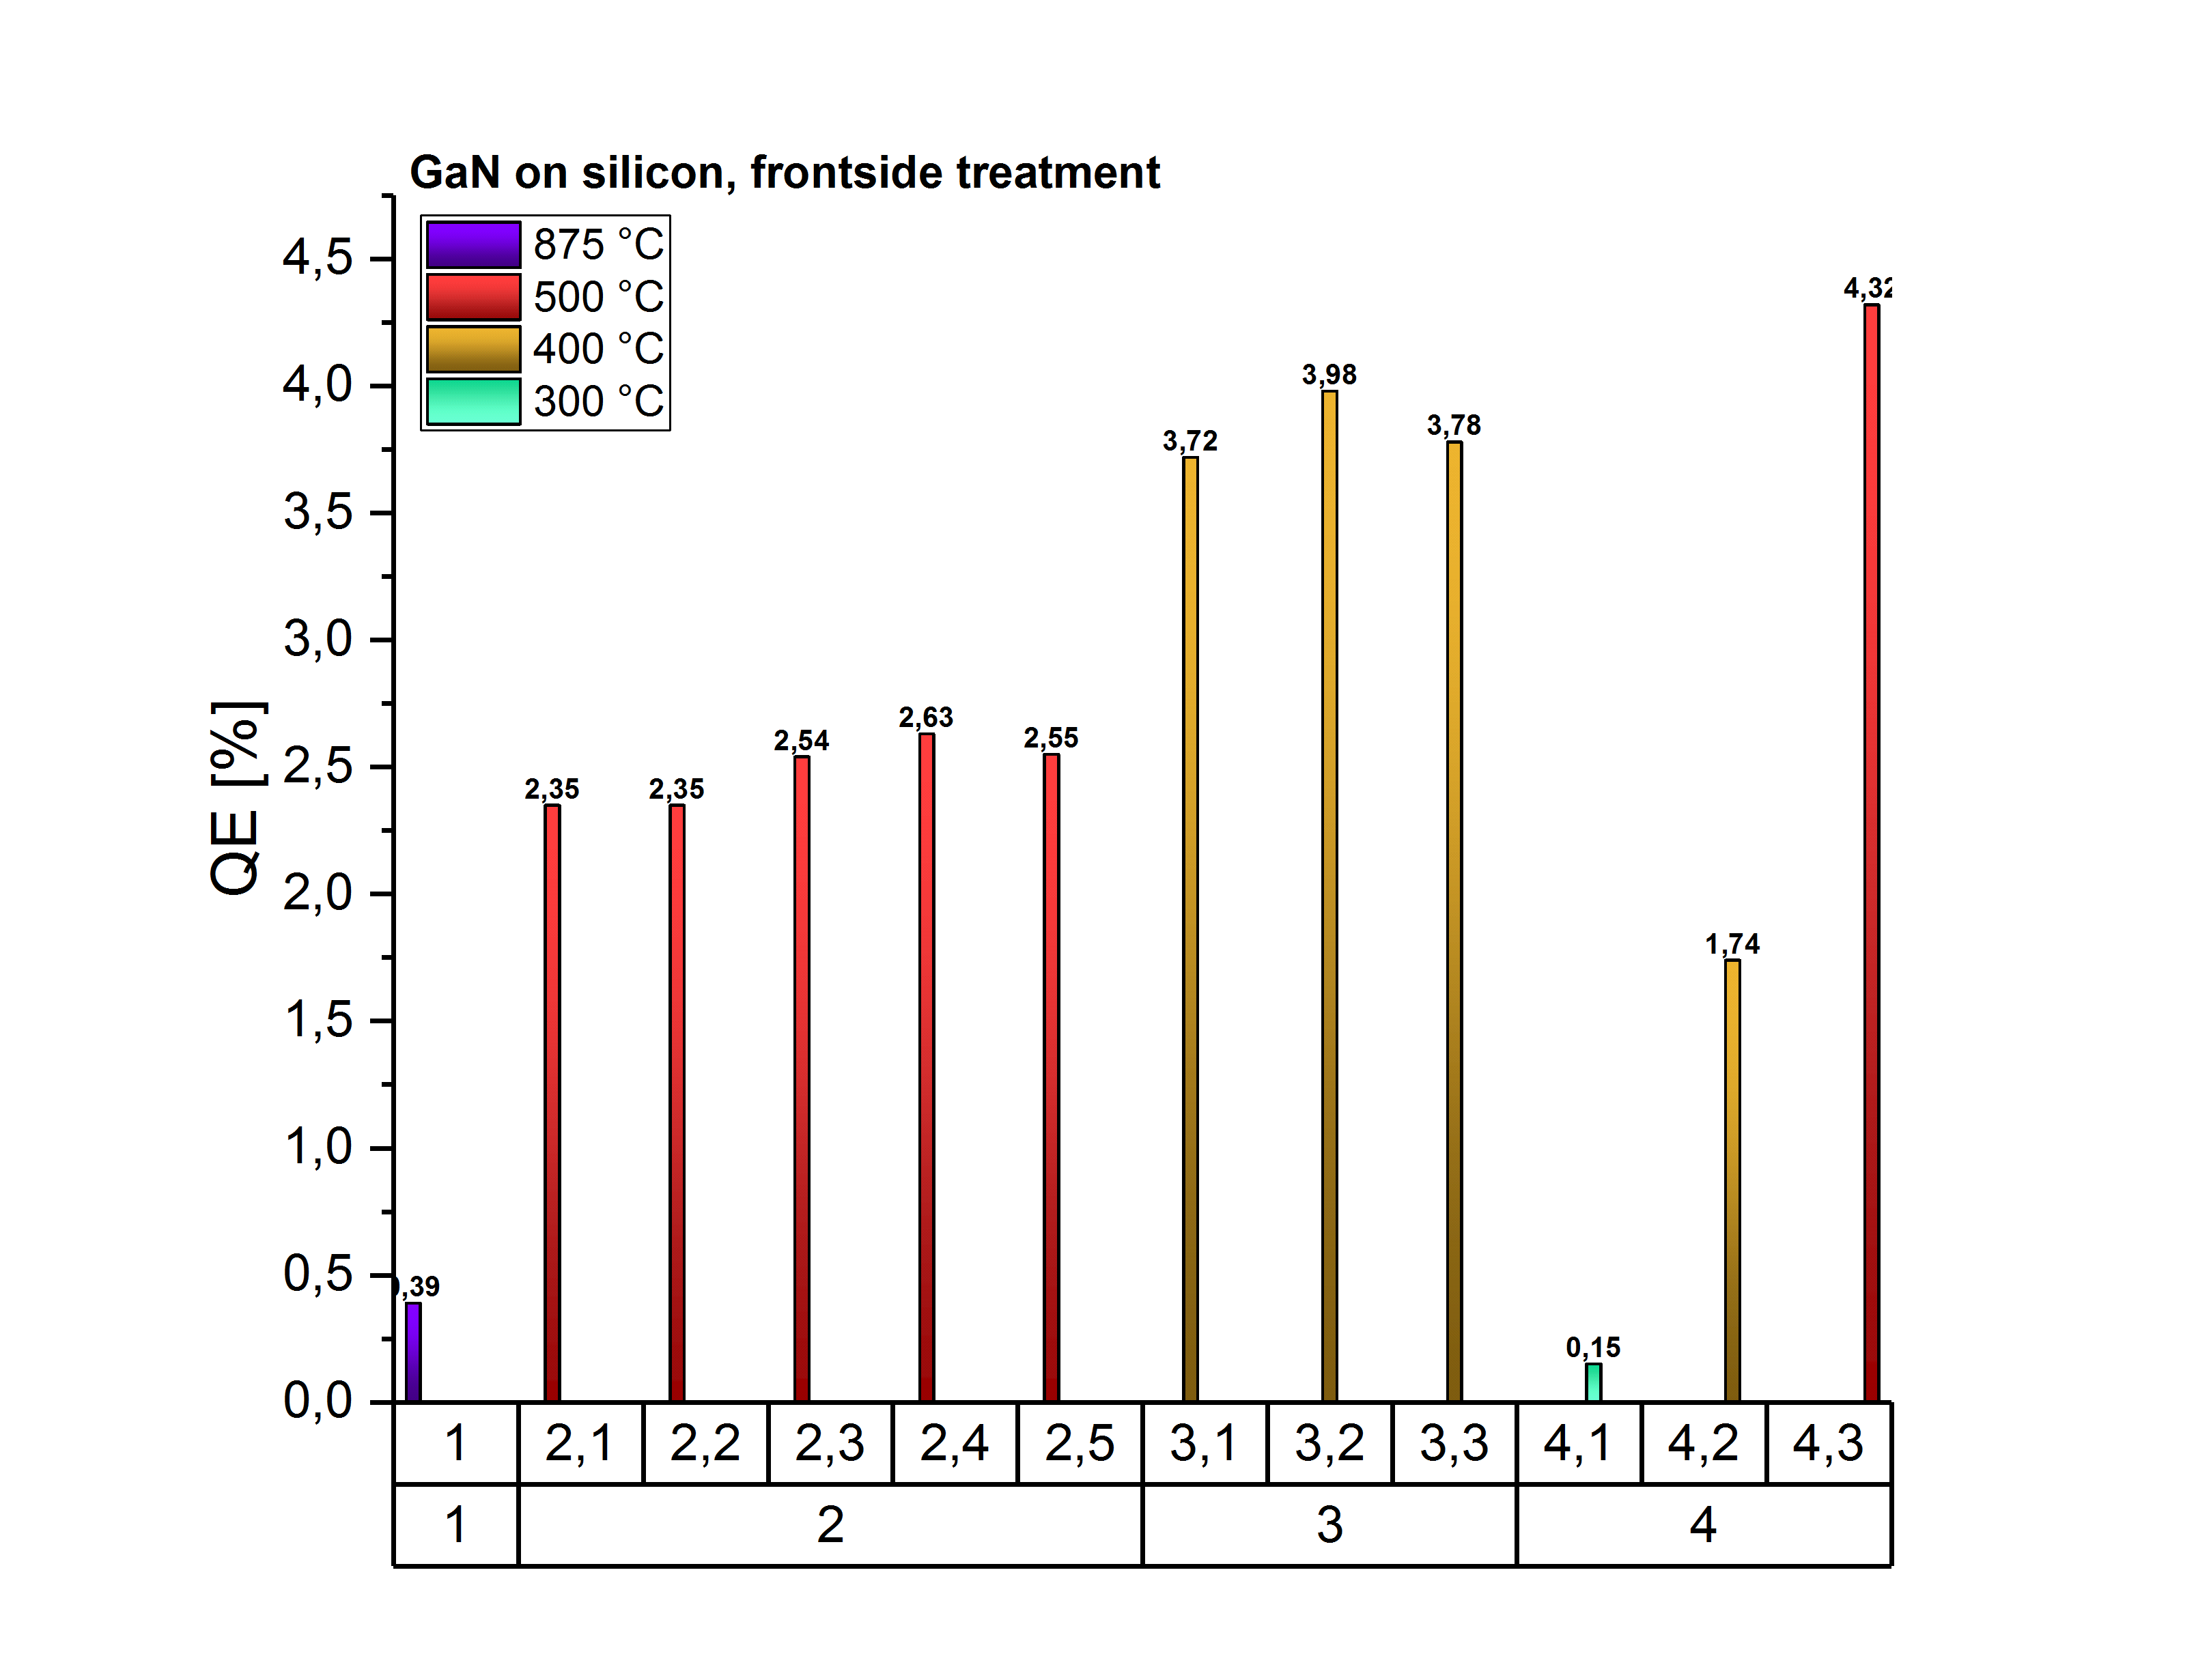 GaN on silicon, frontside treatment
875 °C
500 °C
400 °C
300 °C
QE [%]
4,5
4,0
3,5
3,0
2,5
2,0
1,5
1,0
0,5
0,0
0,39
2,35
2,35
2,54
2,63
2,55
3,72
3,98
3,78
0,15
1,74
4,32
1 2,1 2,2 2,3 2,4 2,5 3,1 3,2 3,3 4,1 4,2 4,3
1 2 3 4